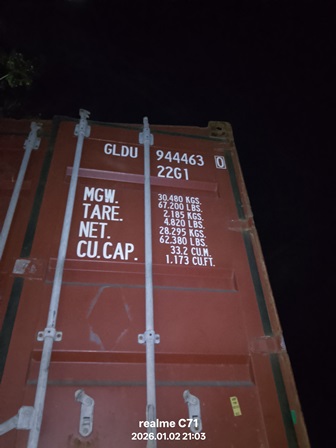 GLDU 944463 0
22G1
MGW. 30.480 KGS.
67.200 LBS.
TARE. 2.185 KGS.
4.820 LBS.
NET. 28.295 KGS.
62.380 LBS.
CU.CAP. 33.2 CU.M.
1.173 CU.FT.
realme C71
2026.01.02 21:03